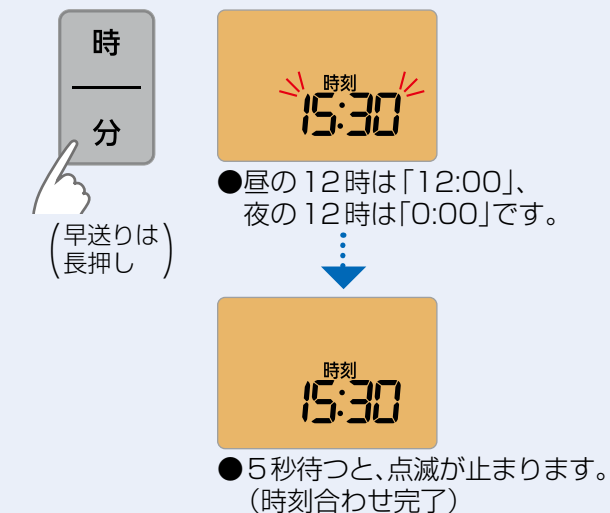 時
分
(早送りは
長押し)
時刻
15:30
●昼の12時は「12:00」、
夜の12時は「0:00」です。
時刻
15:30
●5秒待つと、点滅が止まります。
(時刻合わせ完了)